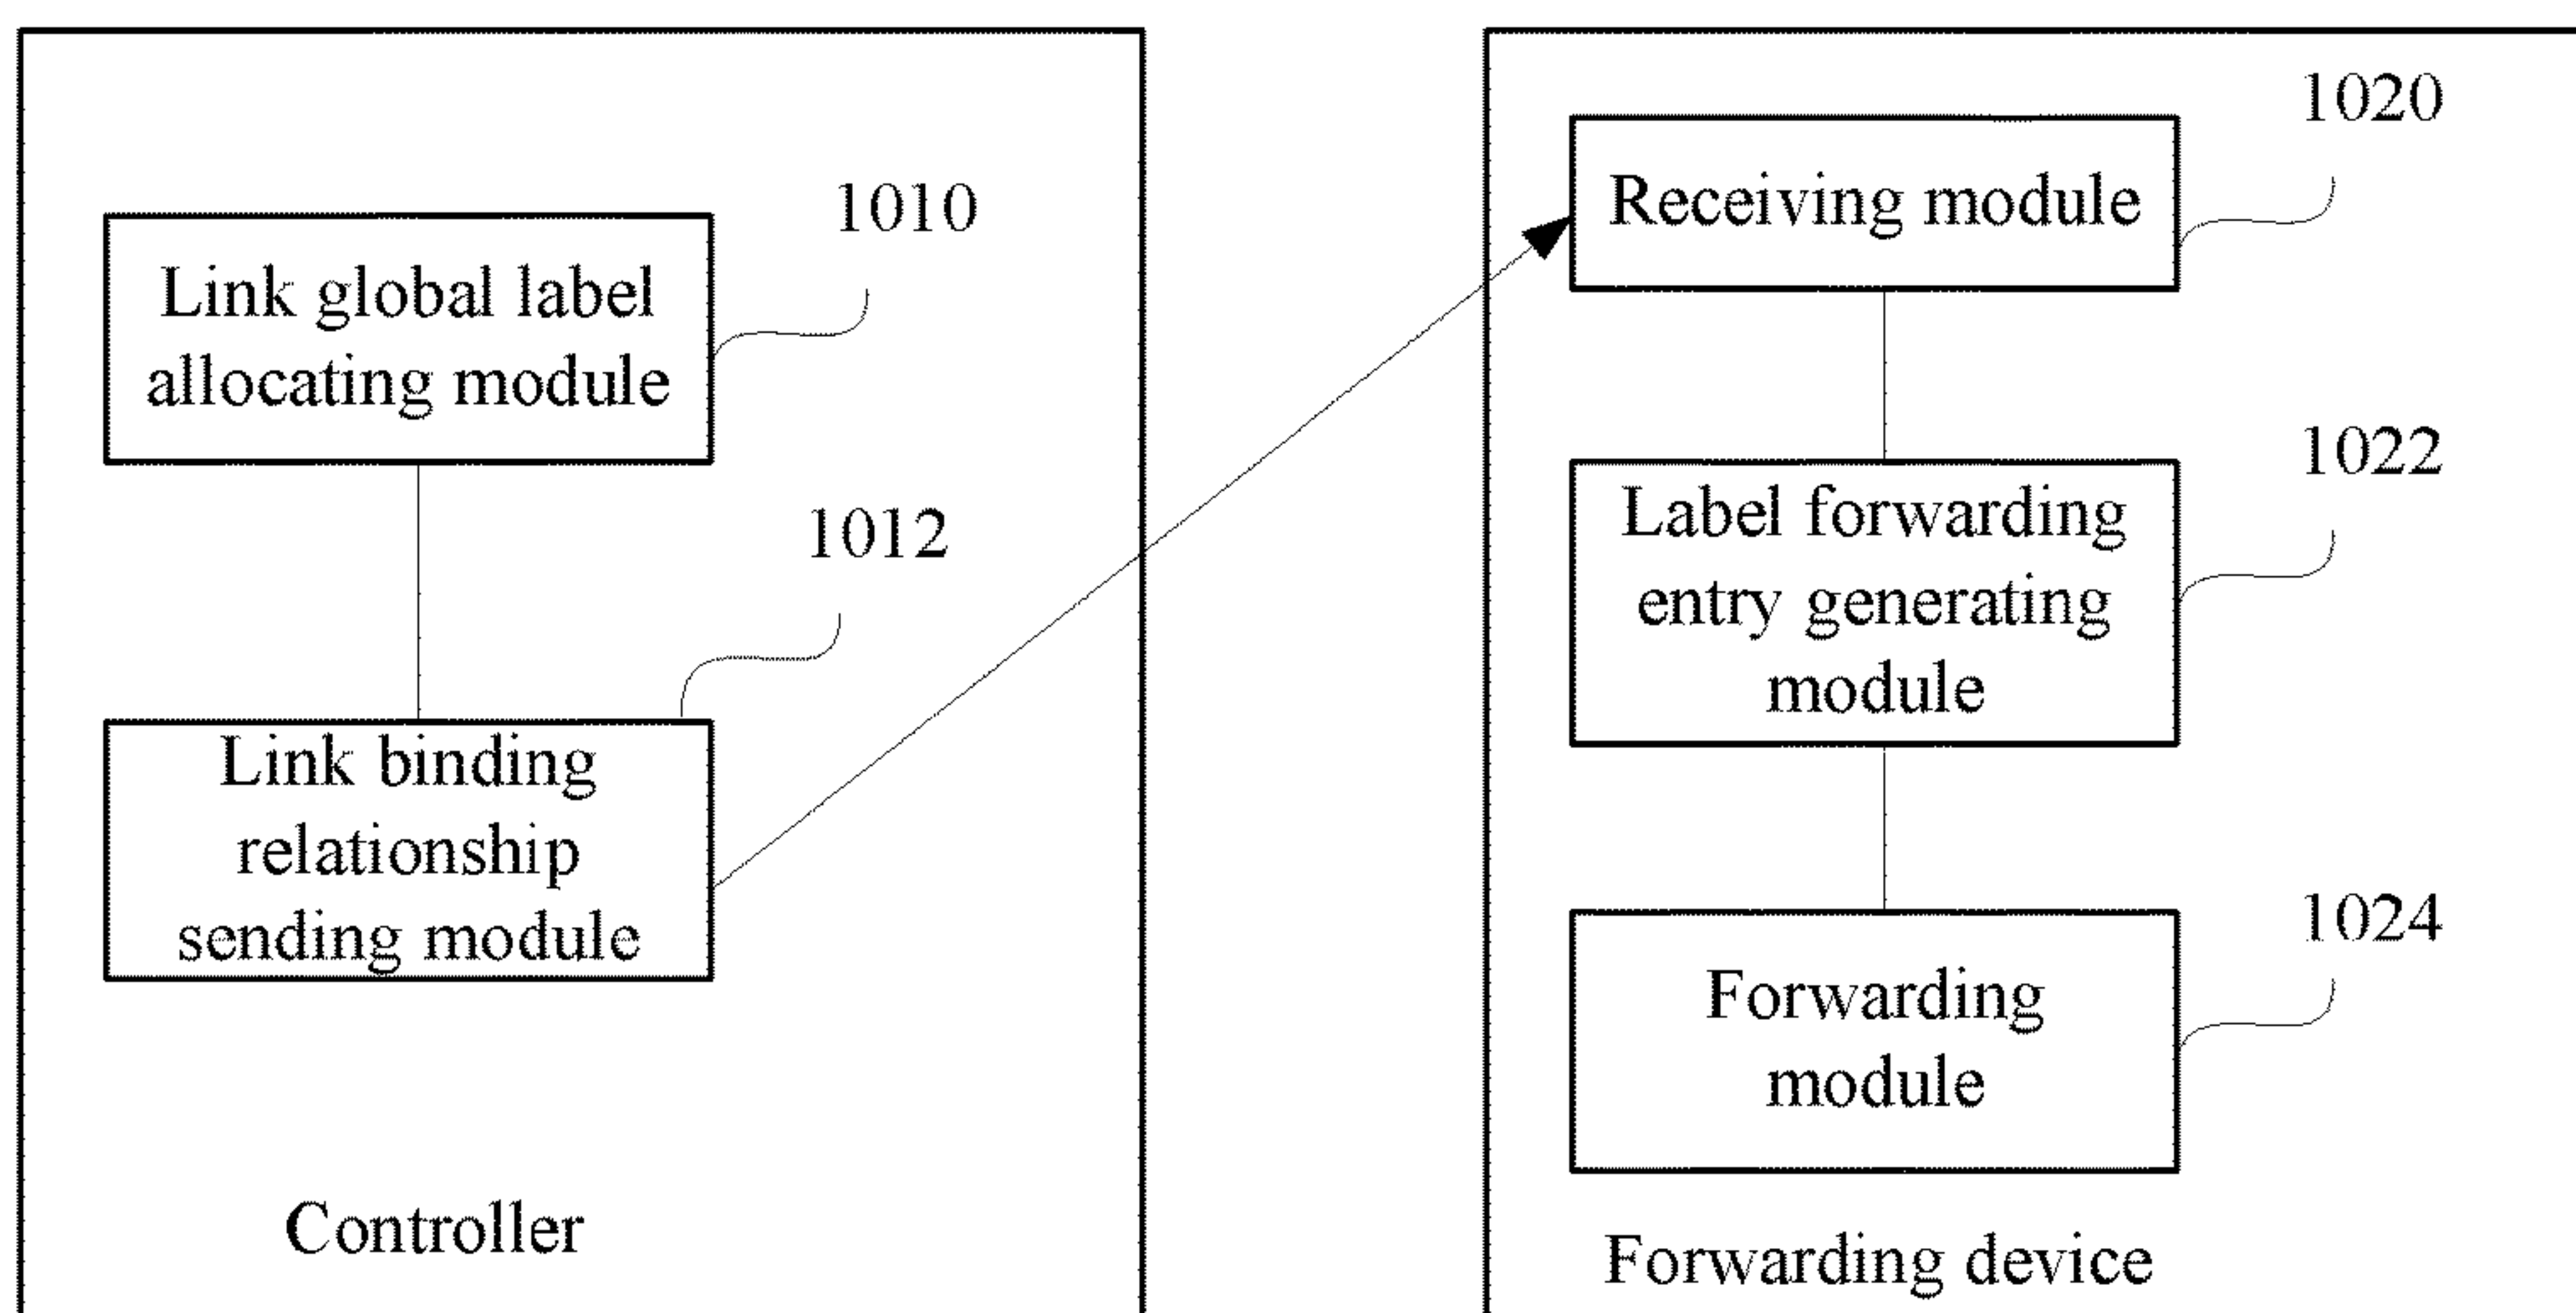 1010
Link global label
allocating module
1012
Link binding
relationship
sending module
Controller
1020
Receiving module
1022
Label forwarding
entry generating
module
1024
Forwarding
module
Forwarding device